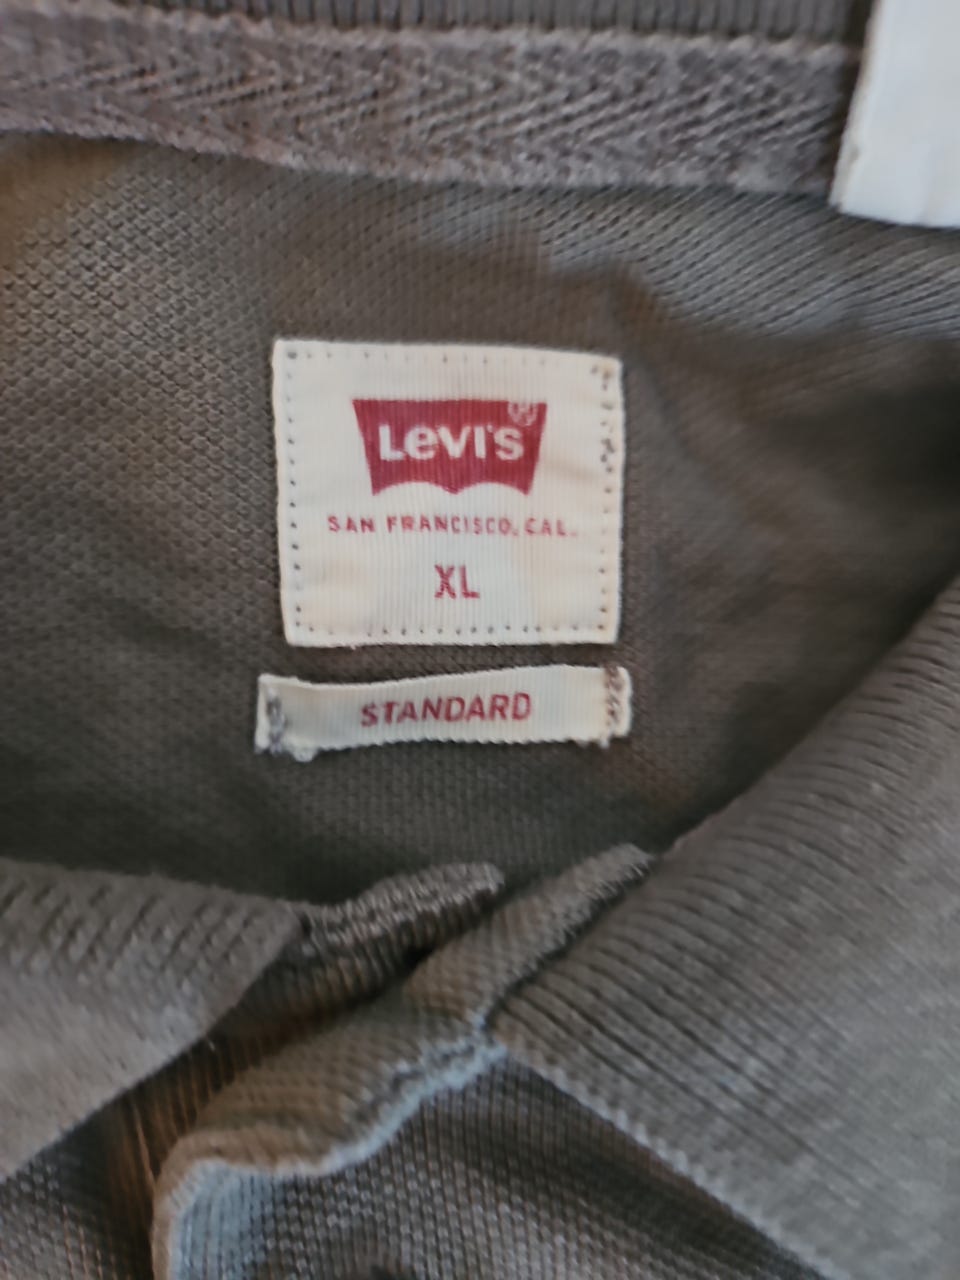 Levi's
SAN FRANCISCO, CAL.
XL
STANDARD